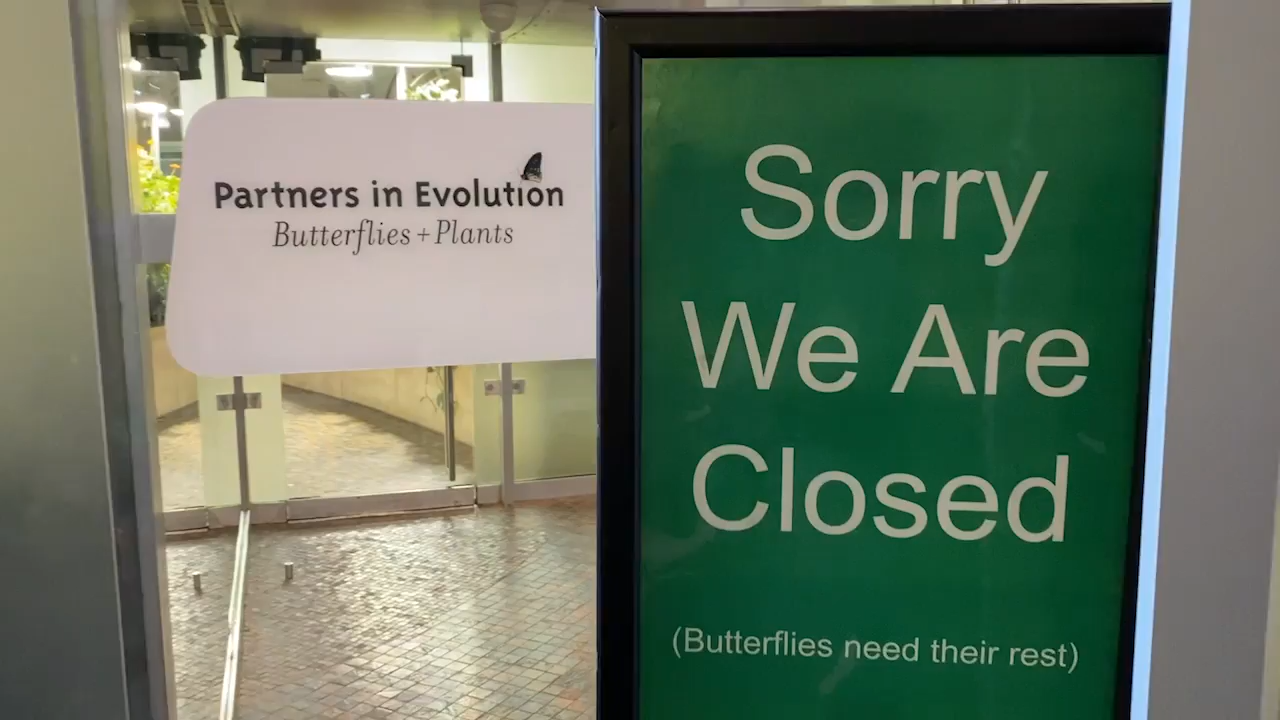 Partners in Evolution
Butterflies + Plants
Sorry
We Are
Closed
(Butterflies need their rest)